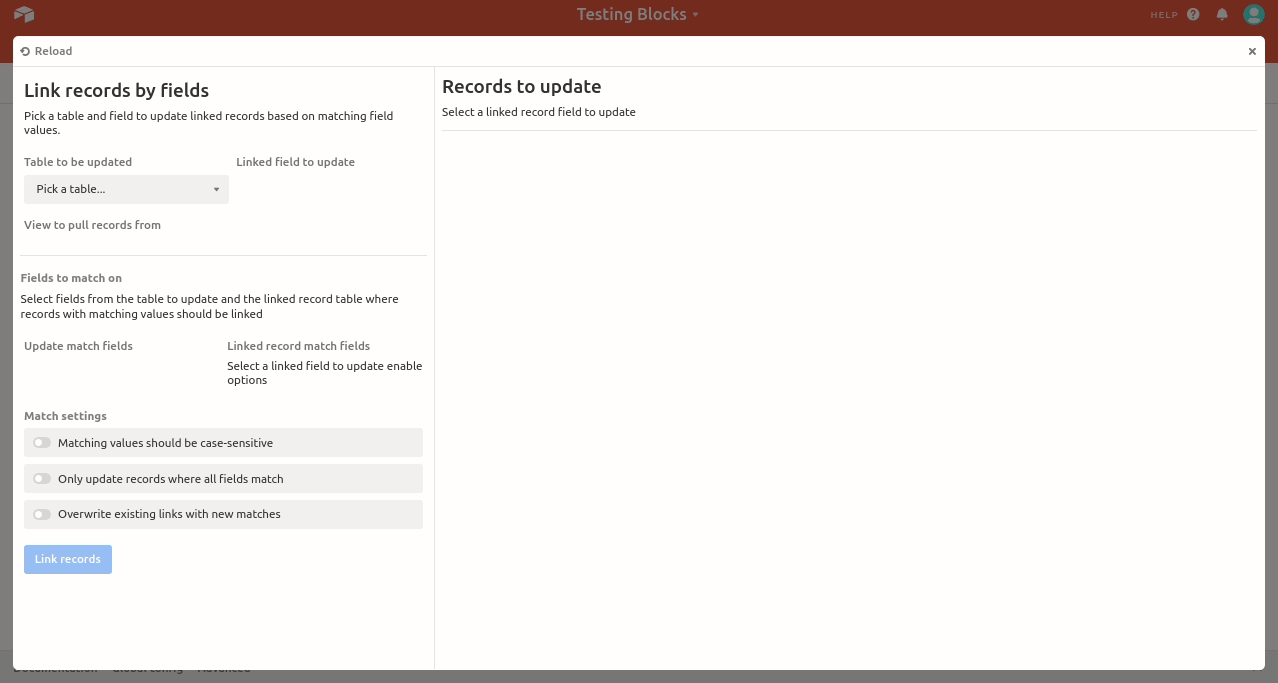 Testing Blocks
HELP
Reload
Link records by fields
Pick a table and field to update linked records based on matching field
values.
Table to be updated
Linked field to update
Pick a table...
View to pull records from
Fields to match on
Select fields from the table to update and the linked record table where
records with matching values should be linked
Update match fields
Linked record match fields
Select a linked field to update enable
options
Match settings
Matching values should be case-sensitive
Only update records where all fields match
Overwrite existing links with new matches
Link records
Records to update
Select a linked record field to update
Documentation Global config Advanced